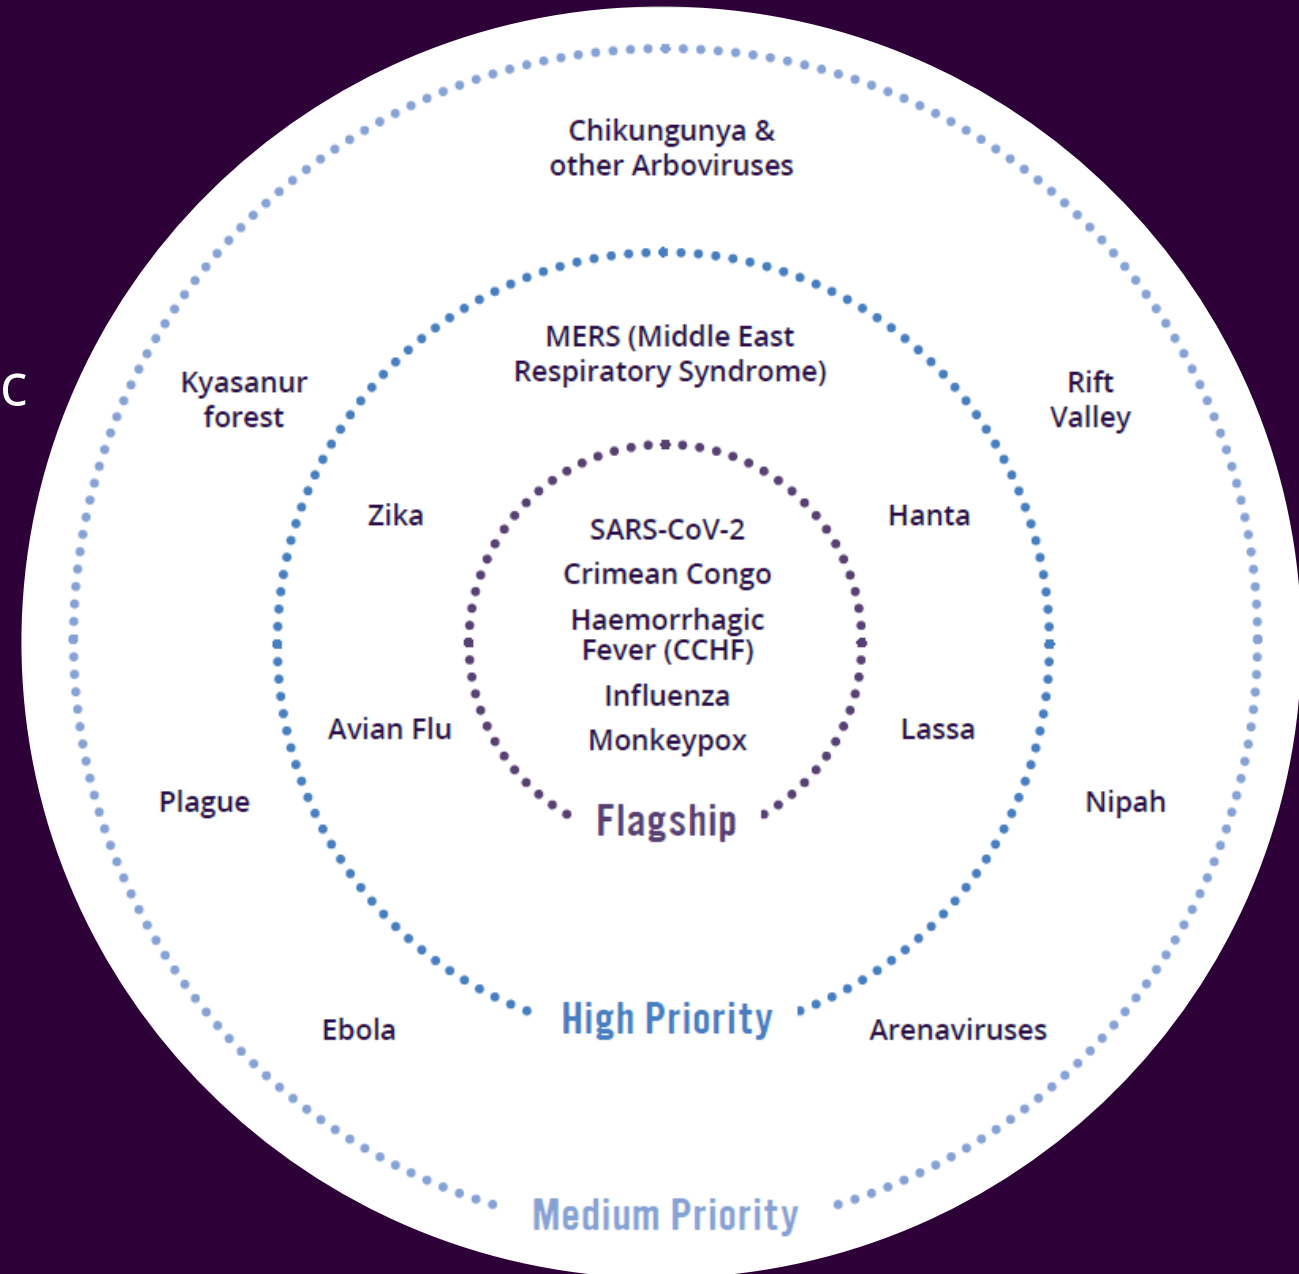 Chikungunya &
other Arboviruses
MERS (Middle East
Respiratory Syndrome)
Kyasanur
forest
Rift
Valley
C
Zika
Hanta
SARS-CoV-2
Crimean Congo
Haemorrhagic
Fever (CCHF)
Influenza
Monkeypox
Avian Flu
Lassa
Plague
Nipah
Flagship
High Priority
Ebola
Arenaviruses
Medium Priority